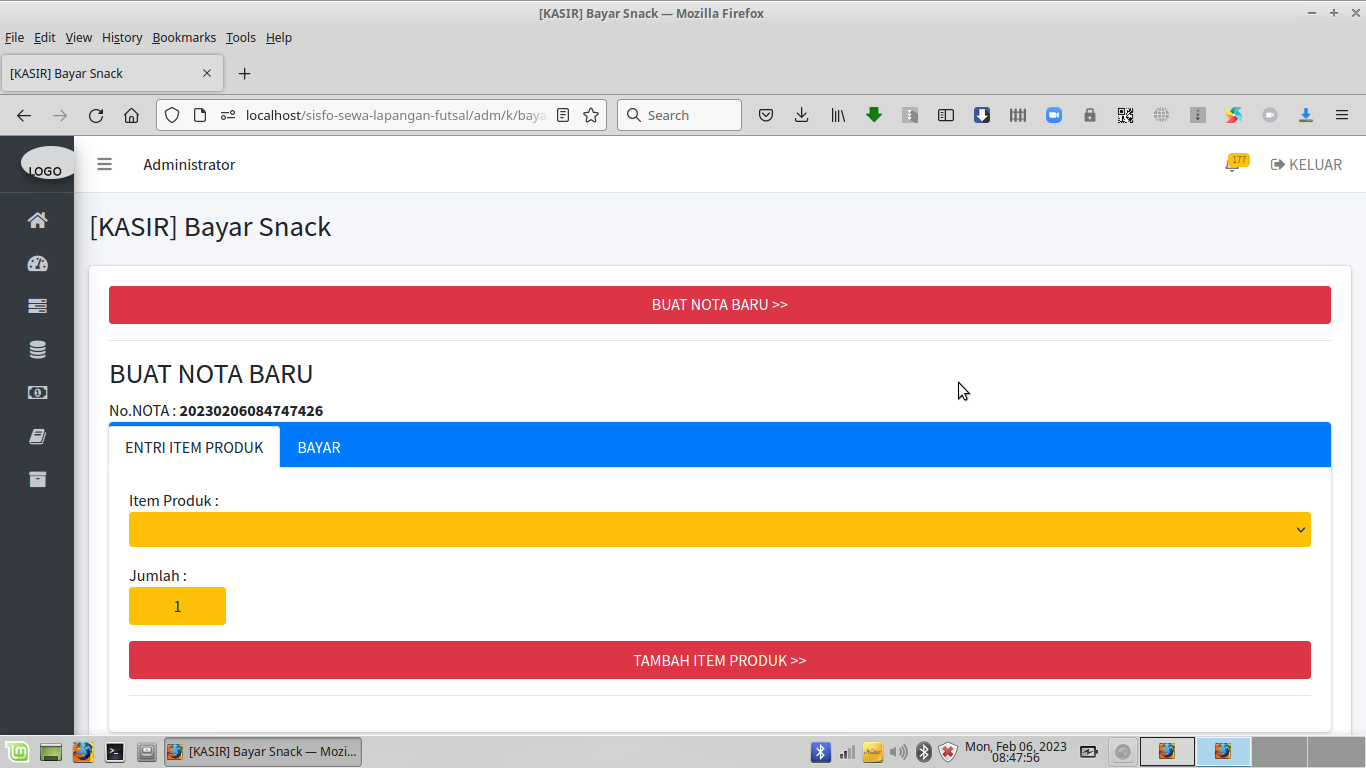 [KASIR] Bayar Snack — Mozilla Firefox
File Edit View History Bookmarks Tools Help
[KASIR] Bayar Snack
localhost/sisfo-sewa-lapangan-futsal/adm/k/baya
Search
LOGO
Administrator
177
KELUAR
[KASIR] Bayar Snack
BUAT NOTA BARU >>
BUAT NOTA BARU
No.NOTA : 20230206084747426
ENTRI ITEM PRODUK BAYAR
Item Produk :
Jumlah :
1
TAMBAH ITEM PRODUK >>
[KASIR] Bayar Snack — Mozi...
Mon, Feb 06, 2023
08:47:56